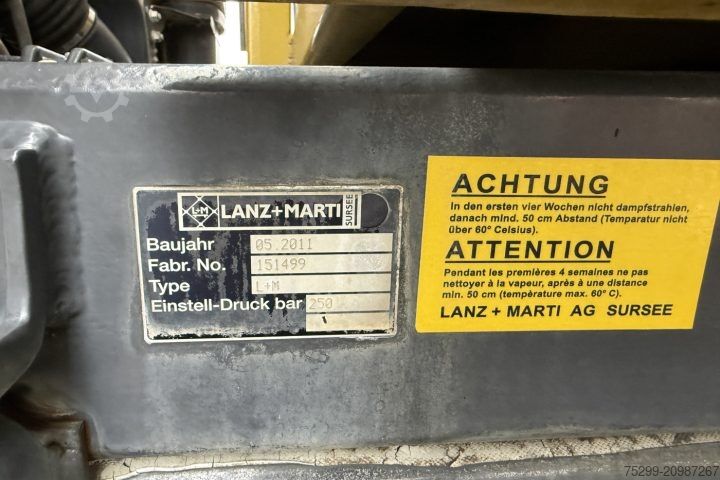 L+M LANZ+MARTI SURSEE
Baujahr 05.2011
Fabr. No. 151499
Type L+M
Einstell-Druck bar 250
ACHTUNG
In den ersten vier Wochen nicht dampfstrahlen,
danach mind. 50 cm Abstand (Temparatur nicht
über 60° Celsius).
ATTENTION
Pendant les premières 4 semaines ne pas
nettoyer à la vapeur, après à une distance
min. 50 cm (température max. 60° C).
LANZ + MARTI AG SURSEE
75299-20987267